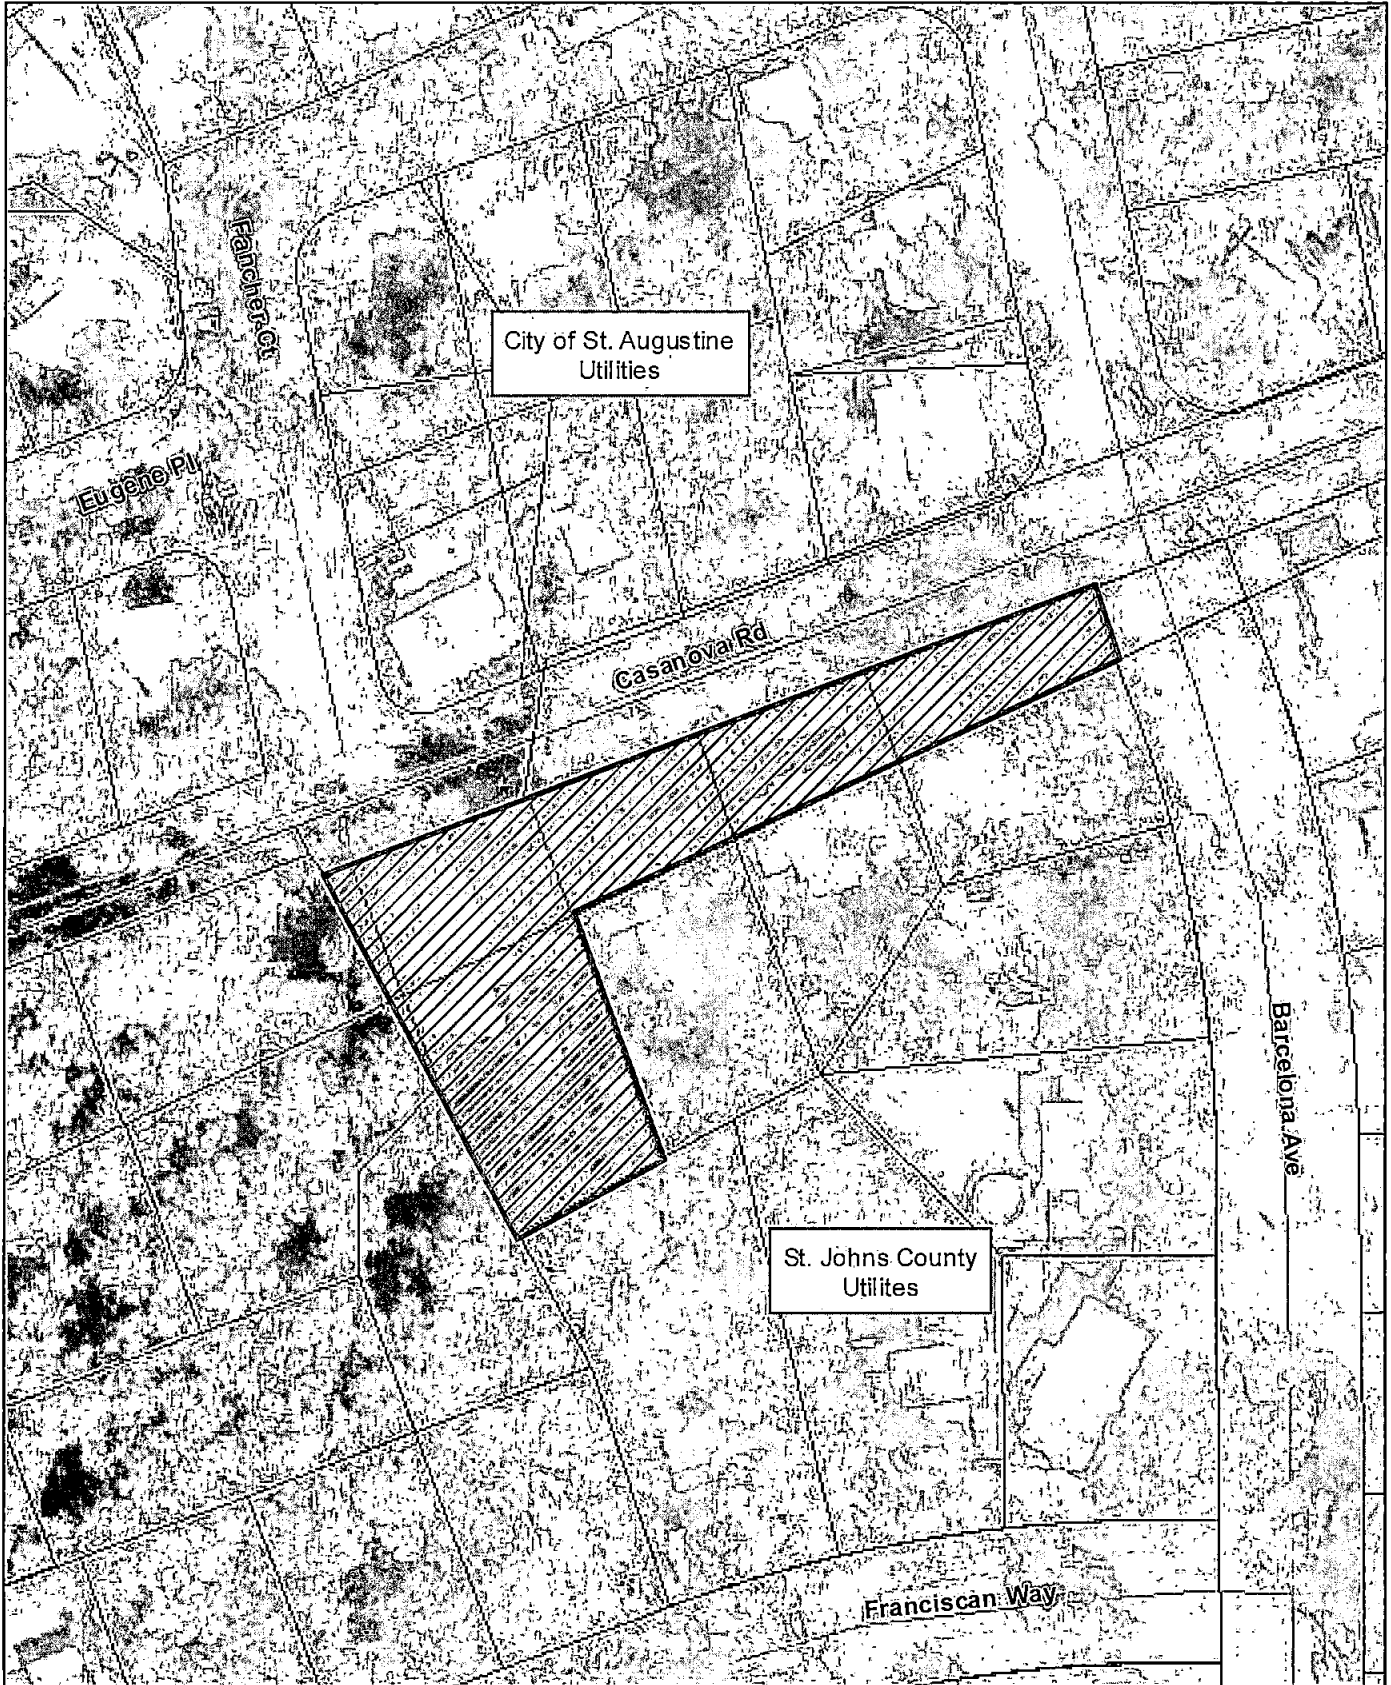 Fancher Ct
City of St. Augustine
Utilities
Eugene Pl
Casanova Rd
Barcelona Ave
St. Johns County
Utilites
Franciscan Way